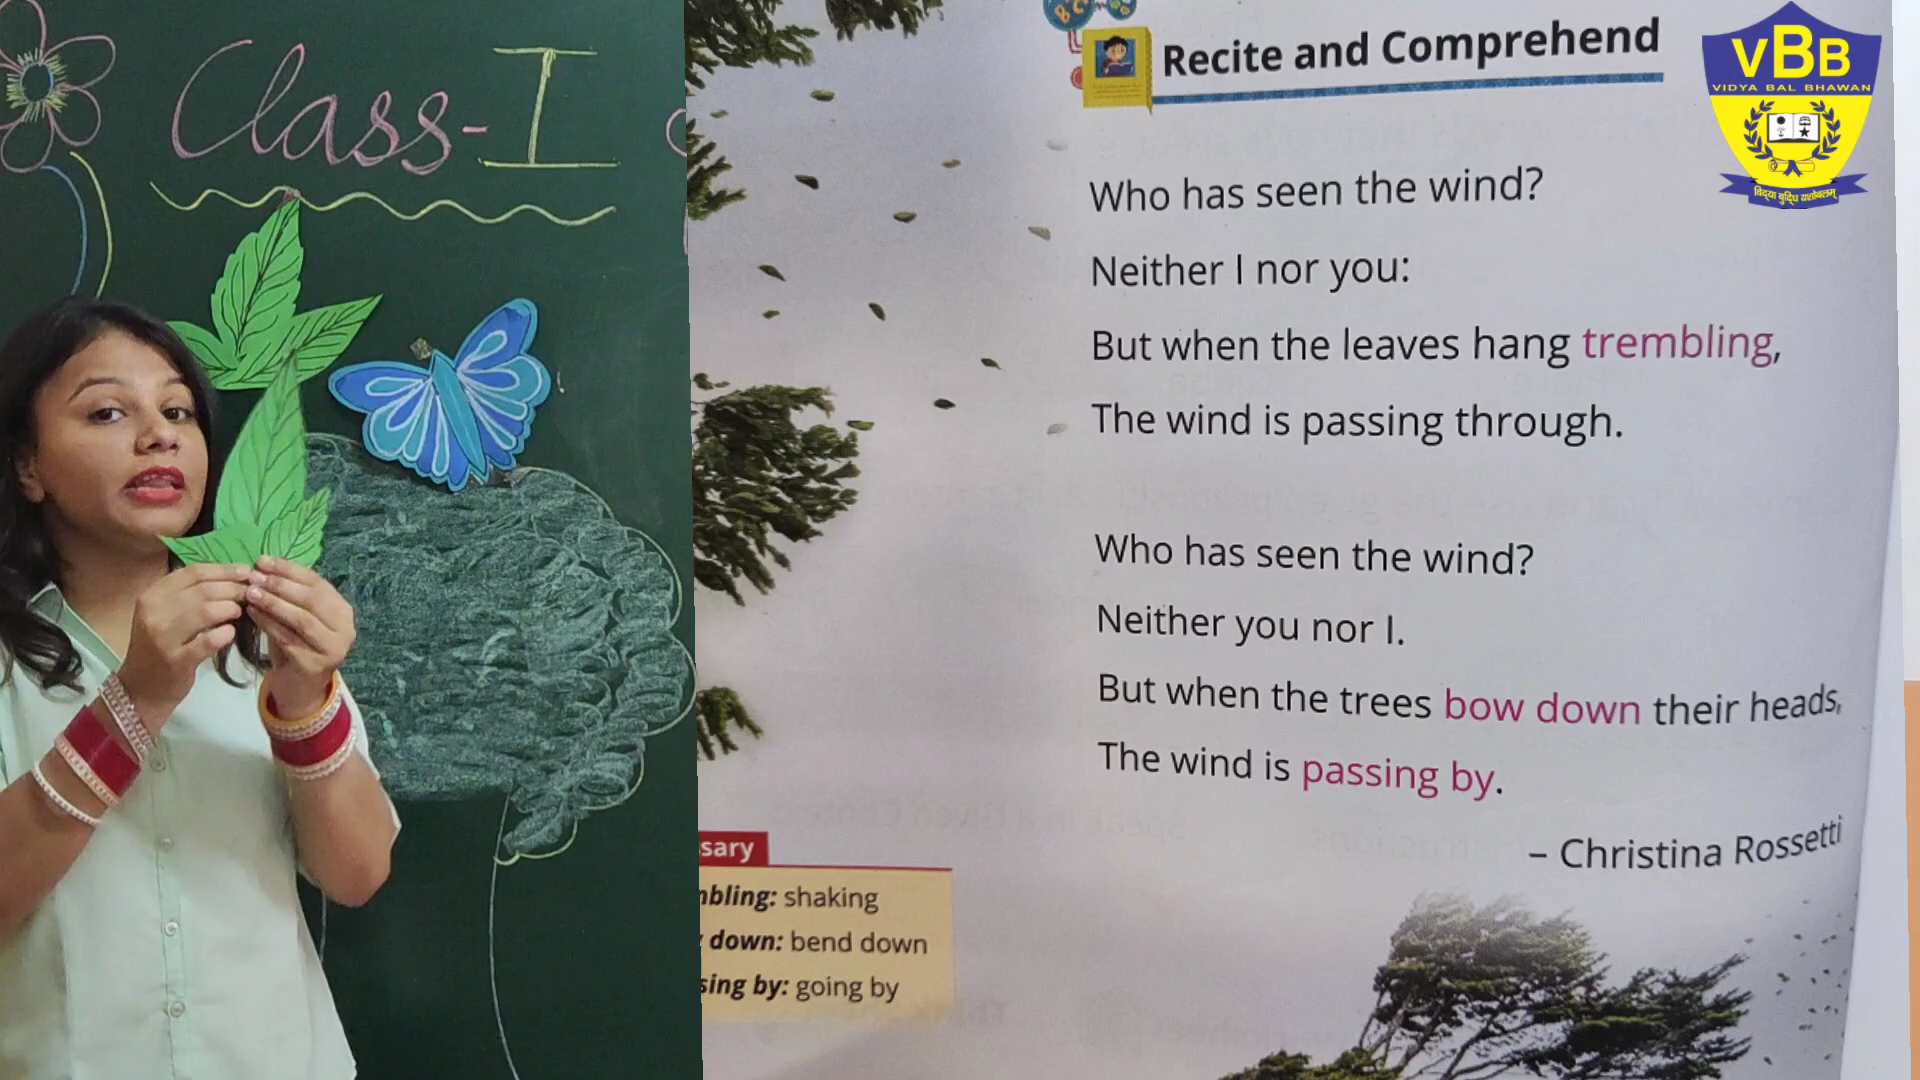 Class-I
Recite and Comprehend
Who has seen the wind?
Neither I nor you:
But when the leaves hang trembling,
The wind is passing through.
Who has seen the wind?
Neither you nor I.
But when the trees bow down their heads,
The wind is passing by.
– Christina Rossetti
sary
mbling: shaking
down: bend down
sing by: going by
VBB
VIDYA BAL BHAWAN
विद्या बुद्धि यशोबलम्